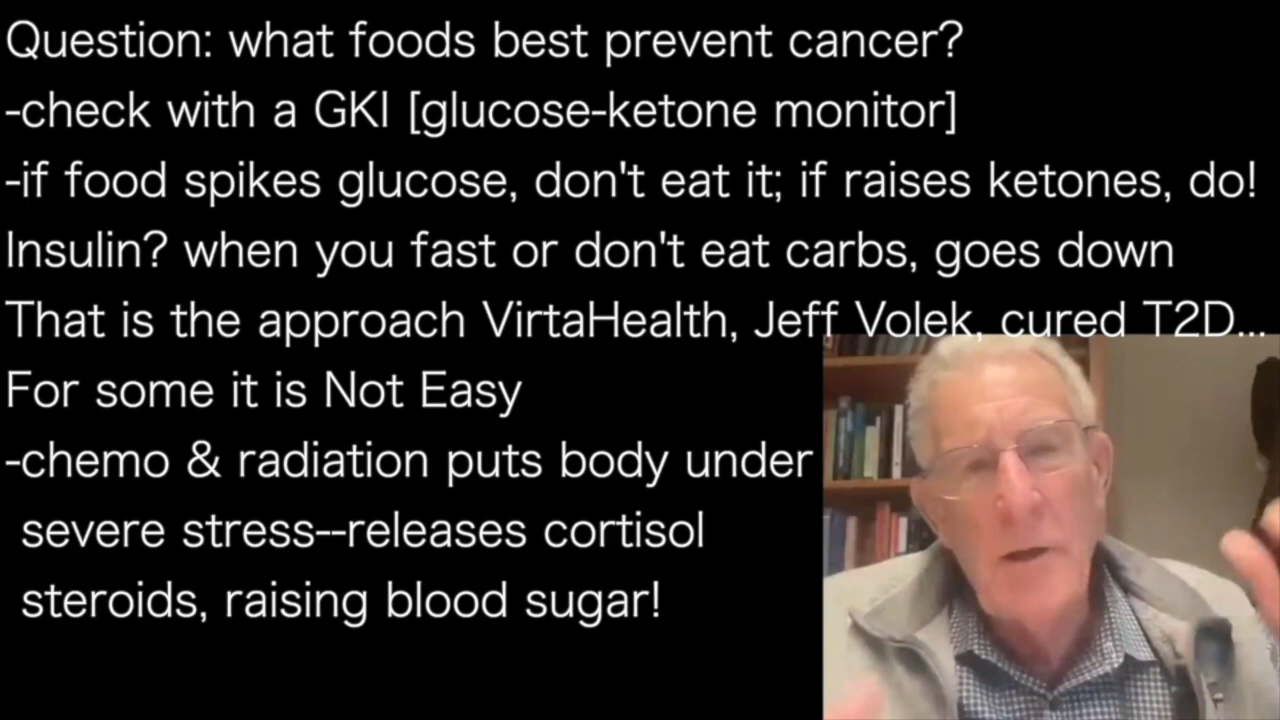 Question: what foods best prevent cancer?
-check with a GKI [glucose-ketone monitor]
-if food spikes glucose, don't eat it; if raises ketones, do!
Insulin? when you fast or don't eat carbs, goes down
That is the approach VirtaHealth, Jeff Volek, cured T2D...
For some it is Not Easy
-chemo & radiation puts body under
severe stress--releases cortisol
steroids, raising blood sugar!